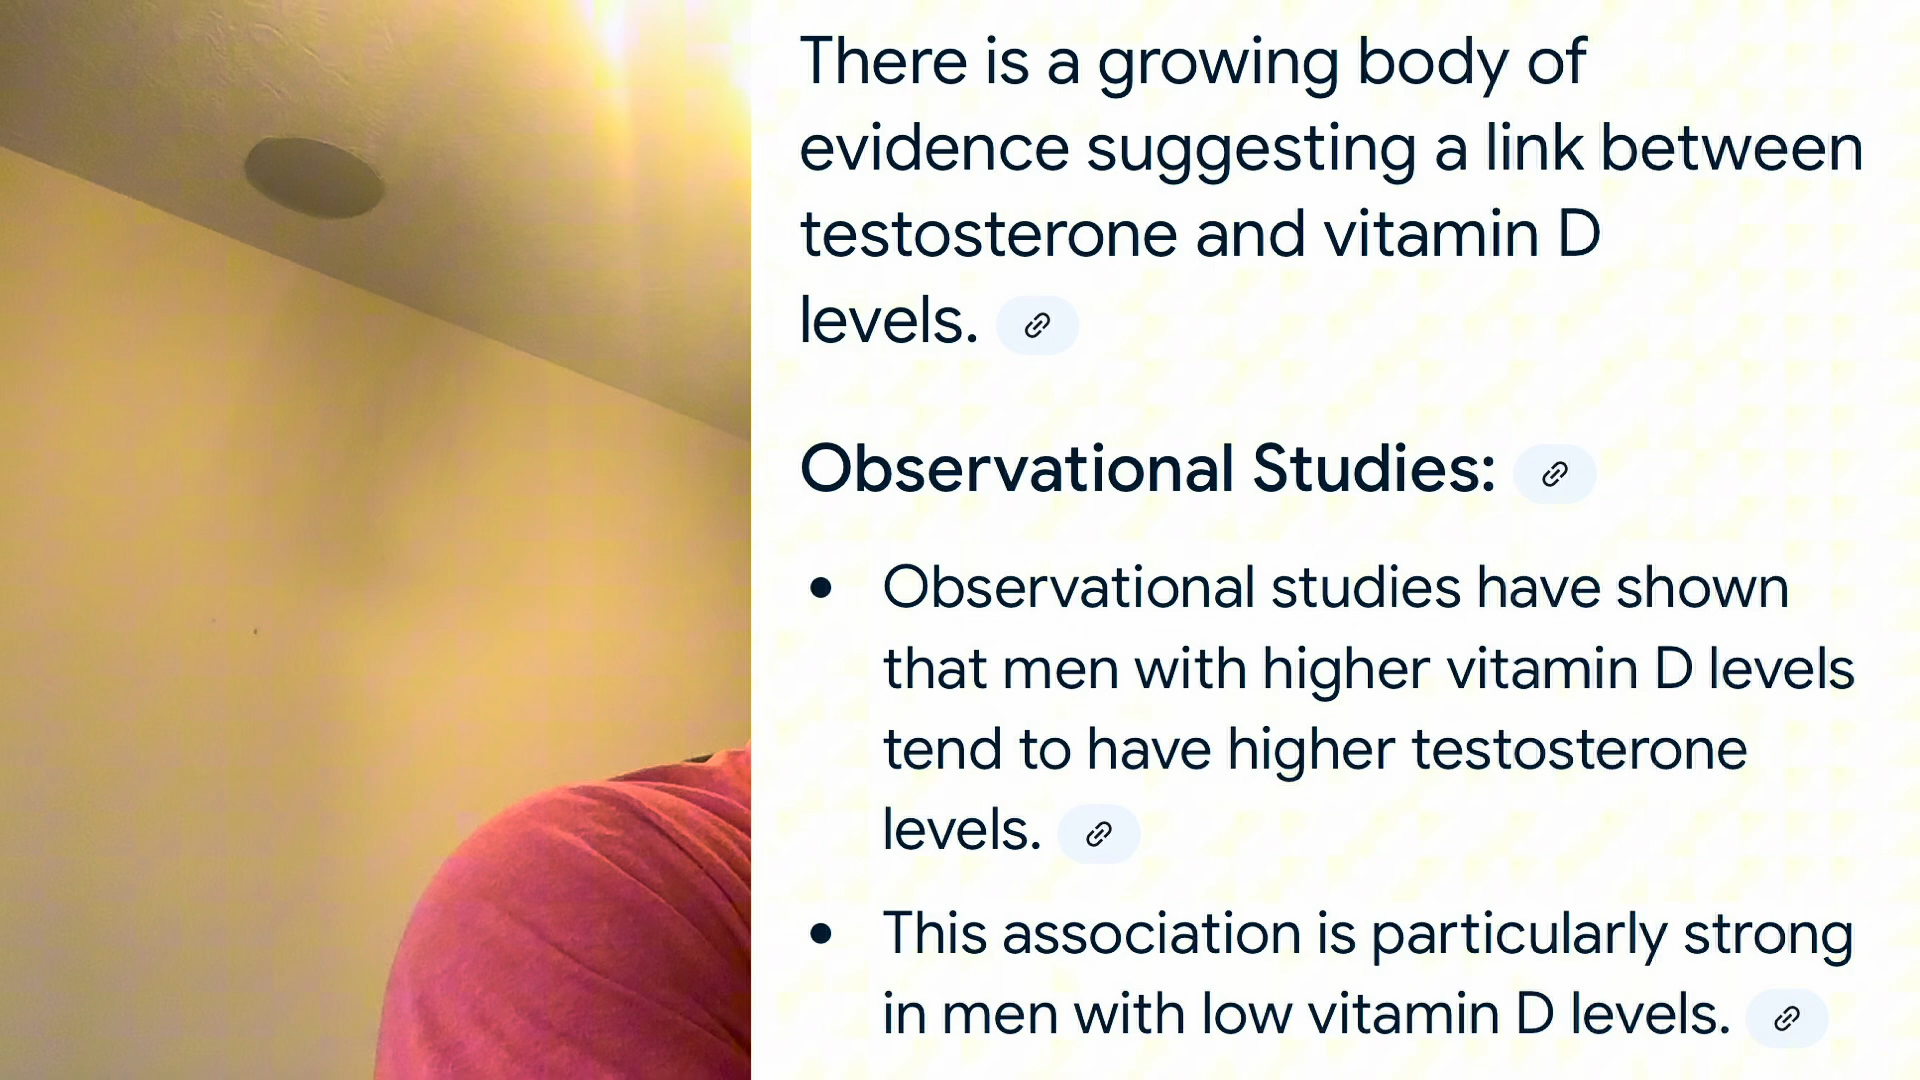 There is a growing body of
evidence suggesting a link between
testosterone and vitamin D
levels.
Observational Studies:
• Observational studies have shown
that men with higher vitamin D levels
tend to have higher testosterone
levels.
• This association is particularly strong
in men with low vitamin D levels.